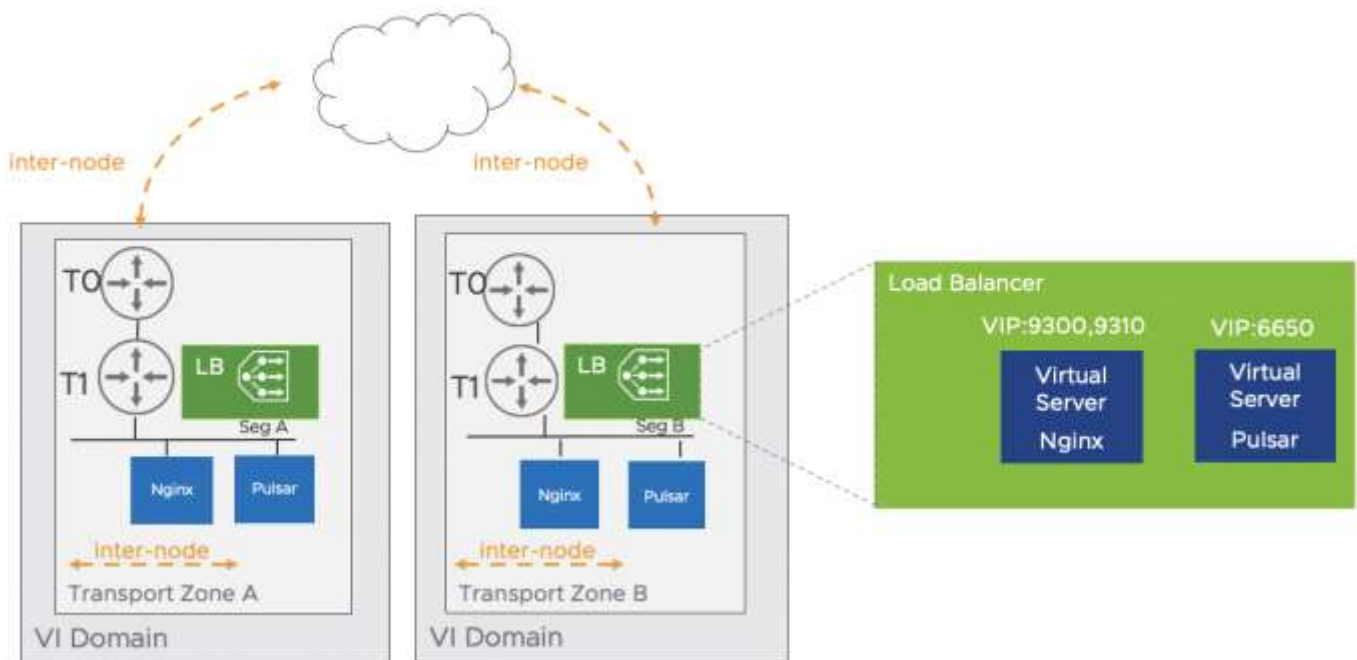 inter-node
inter-node
T0
T1
LB
Seg A
Nginx
Pulsar
inter-node
Transport Zone A
VI Domain
T0
T1
LB
Seg B
Nginx
Pulsar
inter-node
Transport Zone B
VI Domain
Load Balancer
VIP:9300,9310
Virtual
Server
Nginx
VIP:6650
Virtual
Server
Pulsar